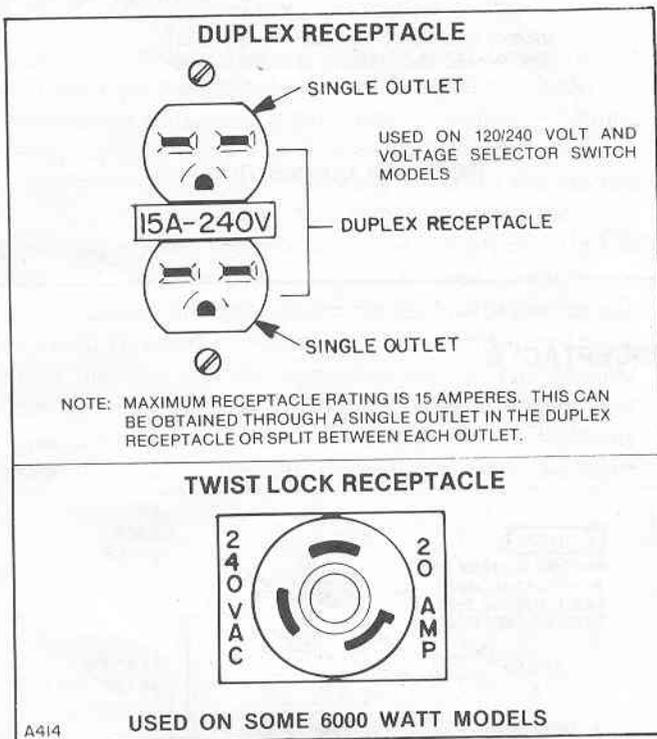 DUPLEX RECEPTACLE
SINGLE OUTLET
USED ON 120/240 VOLT AND
VOLTAGE SELECTOR SWITCH
MODELS
15A-240V
DUPLEX RECEPTACLE
SINGLE OUTLET
NOTE: MAXIMUM RECEPTACLE RATING IS 15 AMPERES. THIS CAN
BE OBTAINED THROUGH A SINGLE OUTLET IN THE DUPLEX
RECEPTACLE OR SPLIT BETWEEN EACH OUTLET.
TWIST LOCK RECEPTACLE
240 VAC
20 AMP
USED ON SOME 6000 WATT MODELS
A414